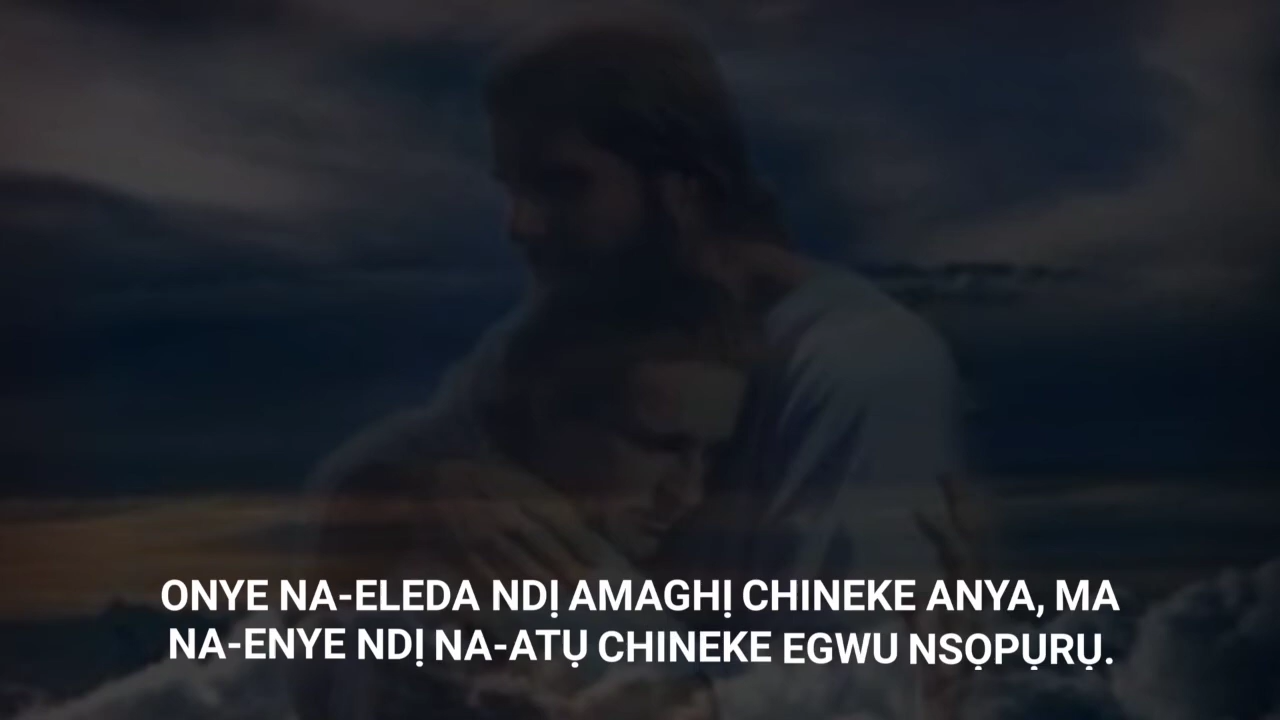 ONYE NA-ELEDA NDỊ AMAGHỊ CHINEKE ANYA, MA
NA-ENYE NDỊ NA-ATỤ CHINEKE EGWU NSỌPỤRỤ.